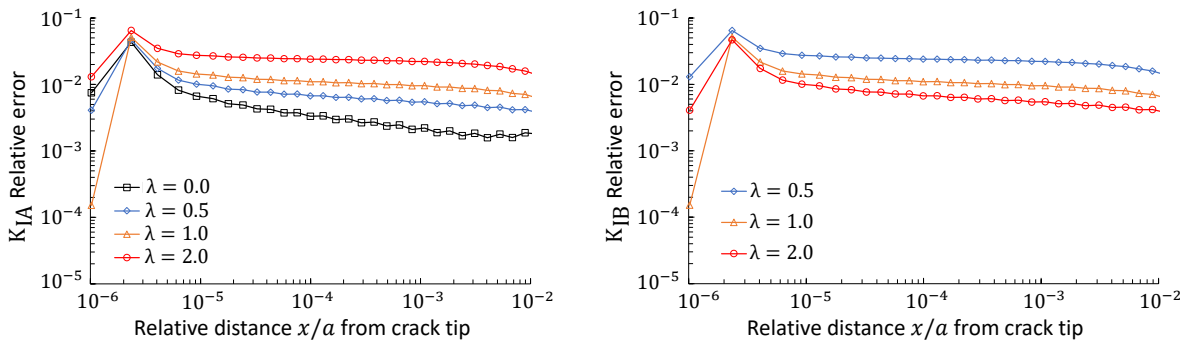 K_IA Relative error
10⁻¹
10⁻²
10⁻³
10⁻⁴
10⁻⁵
λ = 0.0
λ = 0.5
λ = 1.0
λ = 2.0
10⁻⁶ 10⁻⁵ 10⁻⁴ 10⁻³ 10⁻²
Relative distance x/a from crack tip
K_IB Relative error
10⁻¹
10⁻²
10⁻³
10⁻⁴
10⁻⁵
λ = 0.5
λ = 1.0
λ = 2.0
10⁻⁶ 10⁻⁵ 10⁻⁴ 10⁻³ 10⁻²
Relative distance x/a from crack tip